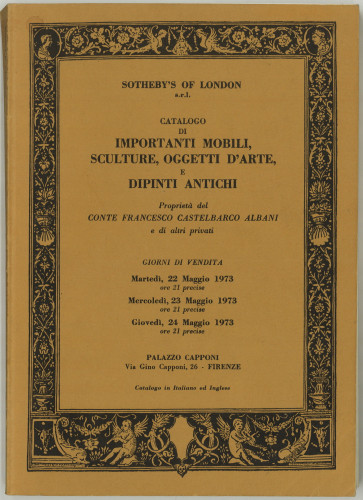 SOTHEBY'S OF LONDON
s.r.l.
CATALOGO
DI
IMPORTANTI MOBILI,
SCULTURE, OGGETTI D'ARTE,
E
DIPINTI ANTICHI
Proprietà del
CONTE FRANCESCO CASTELBARCO ALBANI
e di altri privati
GIORNI DI VENDITA
Martedì, 22 Maggio 1973
ore 21 precise
Mercoledì, 23 Maggio 1973
ore 21 precise
Giovedì, 24 Maggio 1973
ore 21 precise
PALAZZO CAPPONI
Via Gino Capponi, 26 - FIRENZE
Catalogo in Italiano ed Inglese